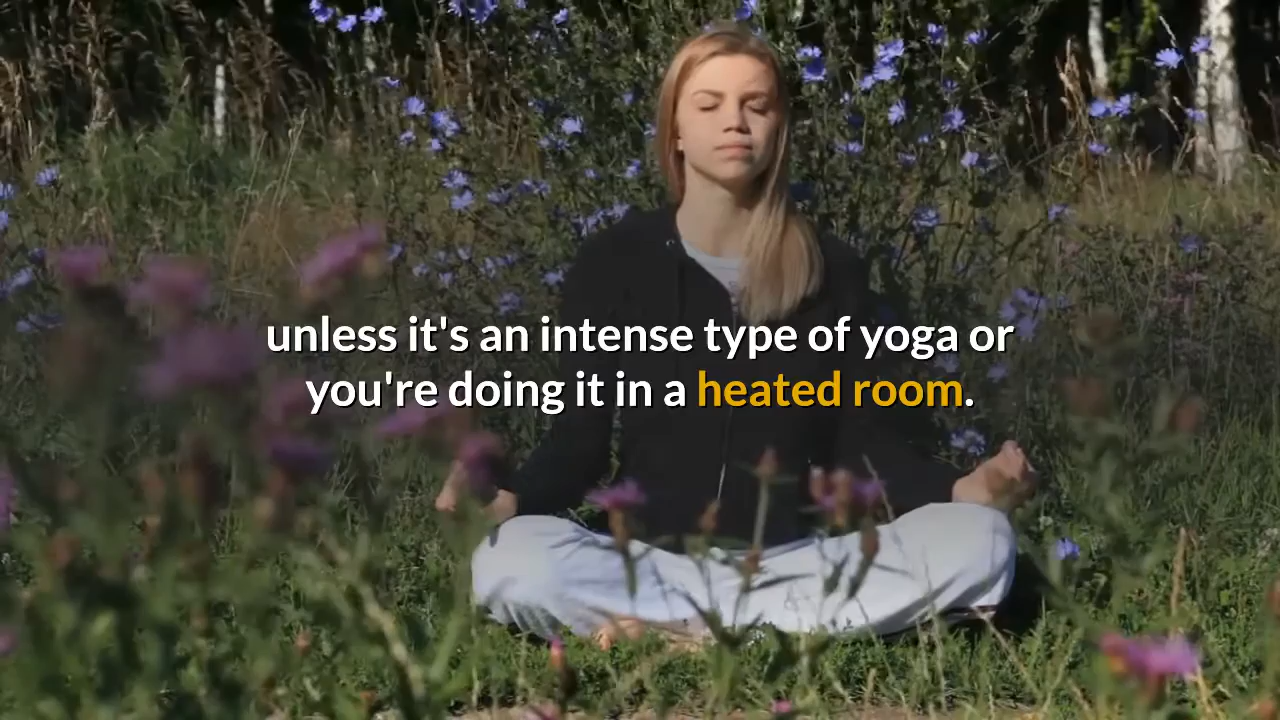 unless it's an intense type of yoga or
you're doing it in a heated room.